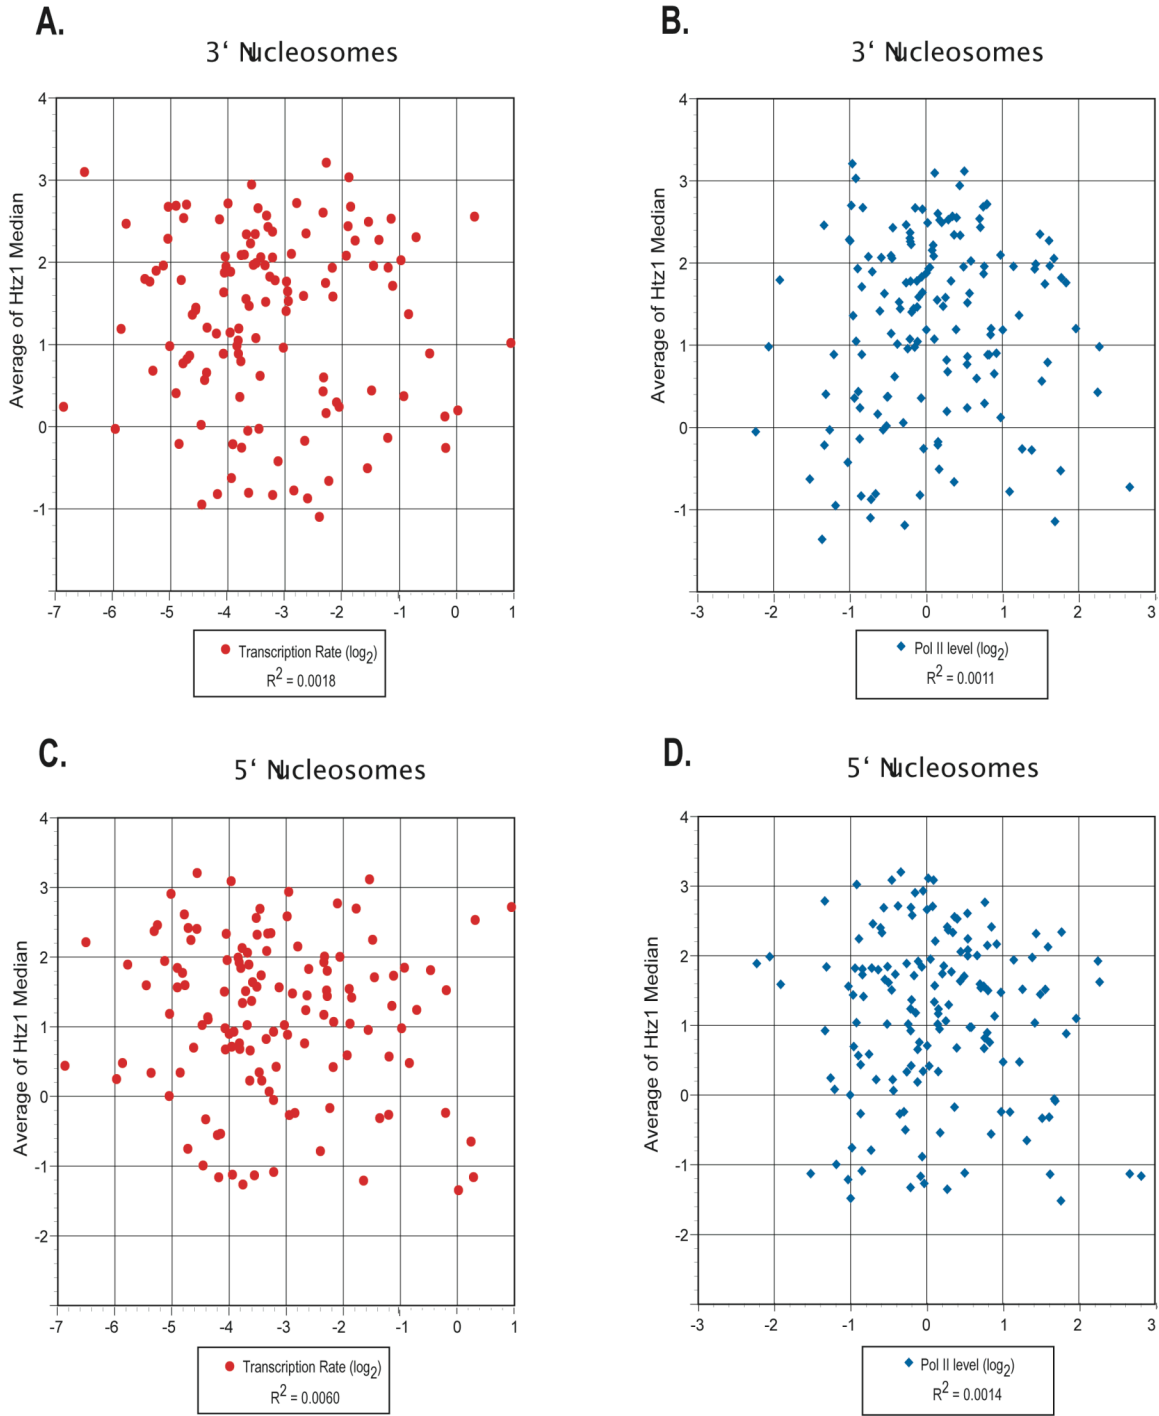 A.
3‘ Nucleosomes
4
3
2
1
0
-1
Average of Htz1 Median
-7 -6 -5 -4 -3 -2 -1 0 1
Transcription Rate (log2)
R2 = 0.0018
B.
3‘ Nucleosomes
4
3
2
1
0
-1
Average of Htz1 Median
-3 -2 -1 0 1 2 3
Pol II level (log2)
R2 = 0.0011
C.
5‘ Nucleosomes
4
3
2
1
0
-1
-2
Average of Htz1 Median
-7 -6 -5 -4 -3 -2 -1 0 1
Transcription Rate (log2)
R2 = 0.0060
D.
5‘ Nucleosomes
4
3
2
1
0
-1
-2
Average of Htz1 Median
-3 -2 -1 0 1 2 3
Pol II level (log2)
R2 = 0.0014